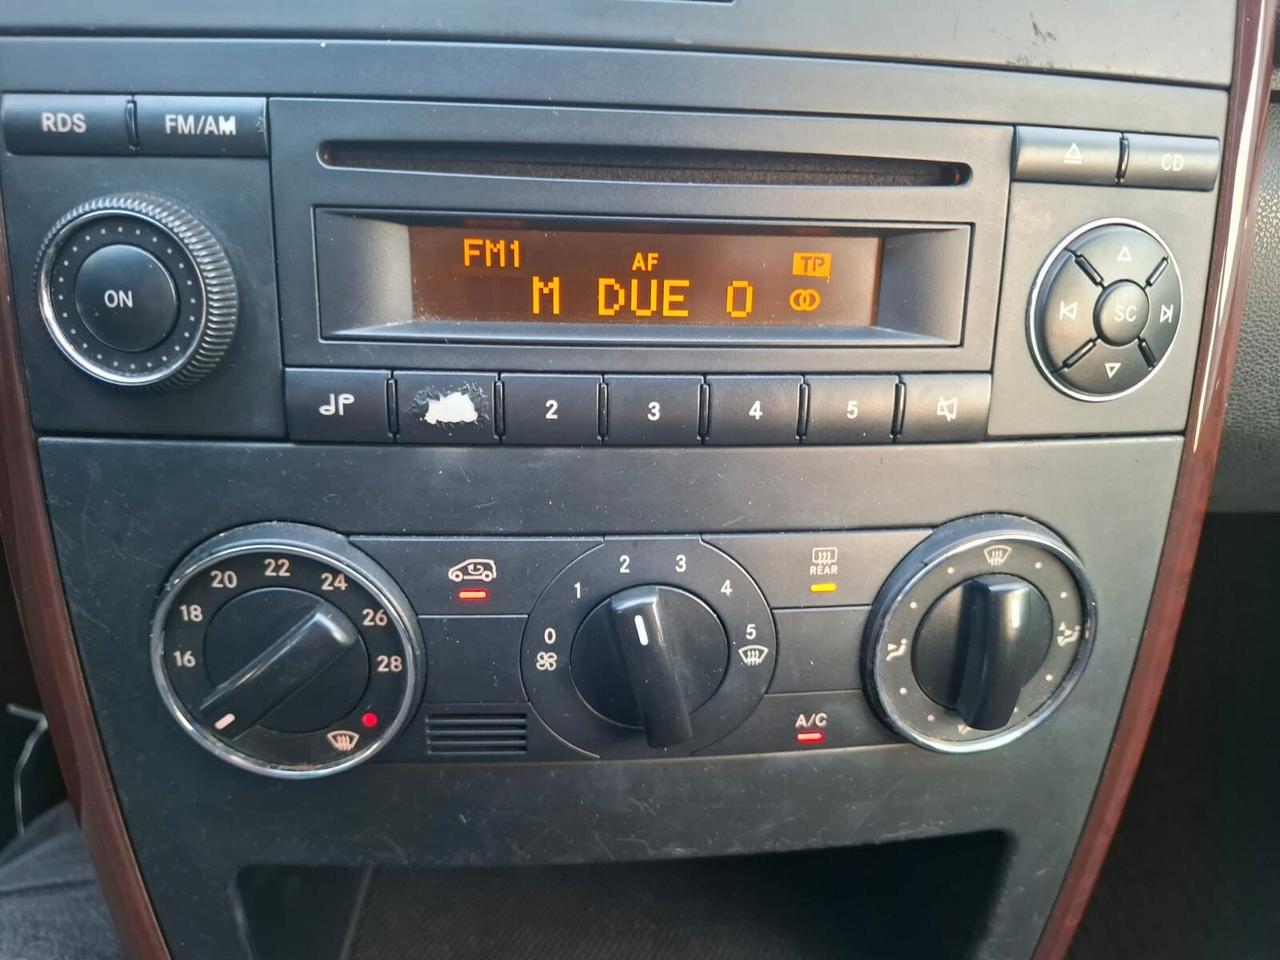 RDS FM/AM
CD
FM1 AF TP
M DUE O
ON
SC
2 3 4 5
16 18 20 22 24 26 28
0 1 2 3 4 5
REAR
A/C